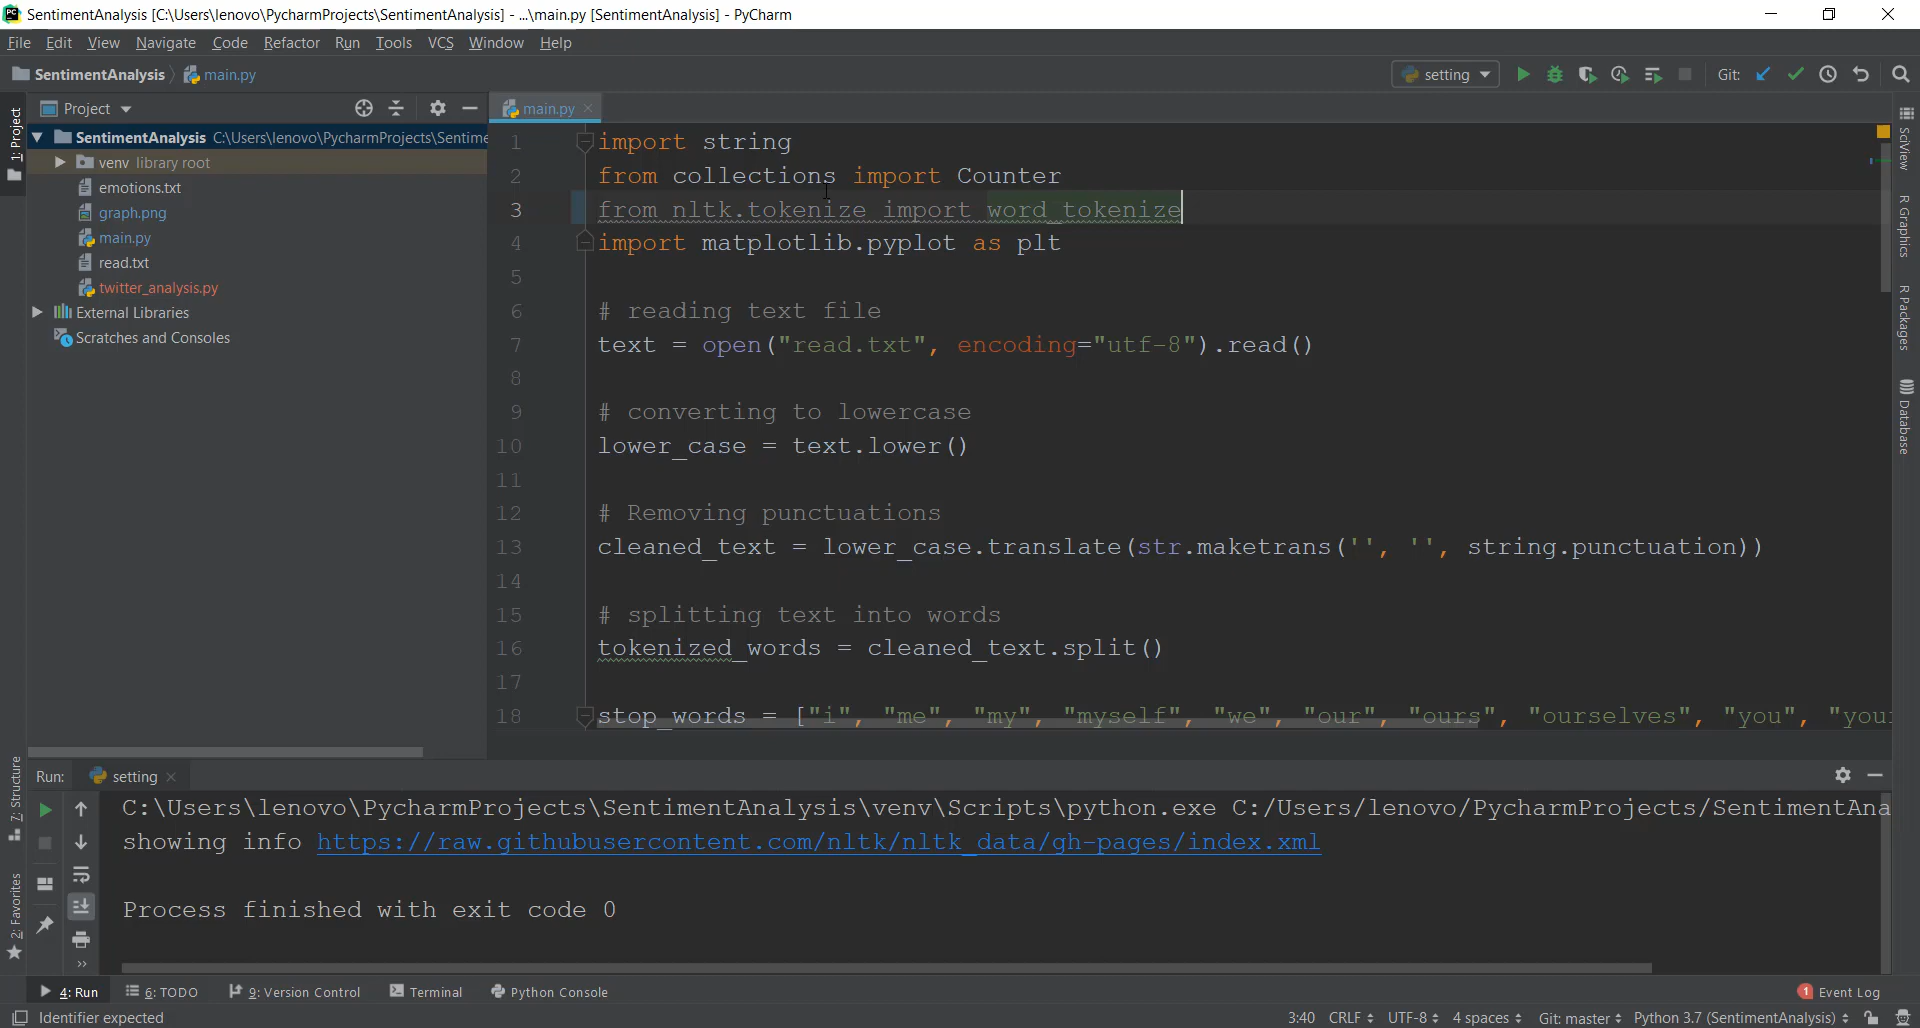 SentimentAnalysis [C:\Users\lenovo\PycharmProjects\SentimentAnalysis] - ...\main.py [SentimentAnalysis] - PyCharm
File Edit View Navigate Code Refactor Run Tools VCS Window Help
SentimentAnalysis main.py setting Git:
1: Project
Project
SentimentAnalysis C:\Users\lenovo\PycharmProjects\Sentime
venv library root
emotions.txt
graph.png
main.py
read.txt
twitter_analysis.py
External Libraries
Scratches and Consoles
main.py
1 import string
2 from collections import Counter
3 from nltk.tokenize import word_tokenize
4 import matplotlib.pyplot as plt
5
6 # reading text file
7 text = open("read.txt", encoding="utf-8").read()
8
9 # converting to lowercase
10 lower_case = text.lower()
11
12 # Removing punctuations
13 cleaned_text = lower_case.translate(str.maketrans('', '', string.punctuation))
14
15 # splitting text into words
16 tokenized_words = cleaned_text.split()
17
18 stop_words = ["i", "me", "my", "myself", "we", "our", "ours", "ourselves", "you", "you
SciView
R Graphics
R Packages
Database
7: Structure
2: Favorites
Run: setting
C:\Users\lenovo\PycharmProjects\SentimentAnalysis\venv\Scripts\python.exe C:/Users/lenovo/PycharmProjects/SentimentAna
showing info https://raw.githubusercontent.com/nltk/nltk_data/gh-pages/index.xml
Process finished with exit code 0
4: Run 6: TODO 9: Version Control Terminal Python Console 1 Event Log
Identifier expected 3:40 CRLF UTF-8 4 spaces Git: master Python 3.7 (SentimentAnalysis)